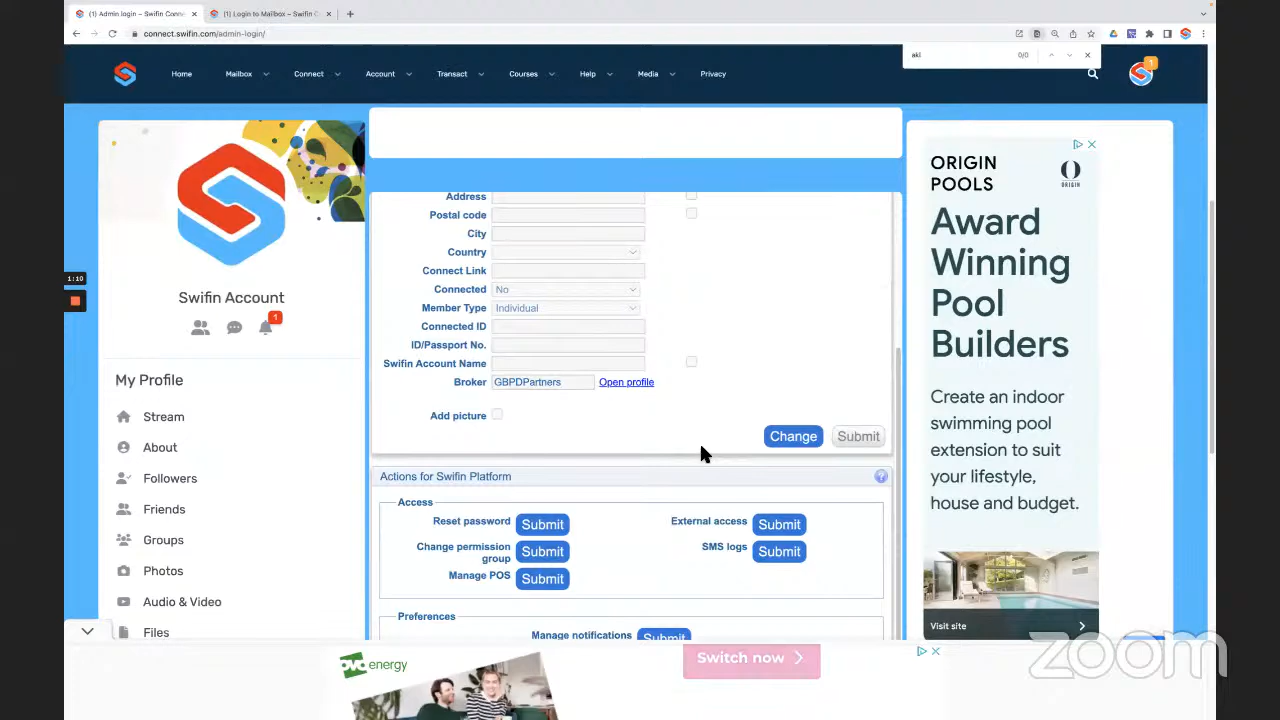 (1) Admin login – Swifin Conne
(1) Login to Mailbox – Swifin C
connect.swifin.com/admin-login/
akl
0/0
Home
Mailbox
Connect
Account
Transact
Courses
Help
Media
Privacy
1
1:10
Swifin Account
1
My Profile
Stream
About
Followers
Friends
Groups
Photos
Audio & Video
Files
Address
Postal code
City
Country
Connect Link
Connected No
Member Type Individual
Connected ID
ID/Passport No.
Swifin Account Name
Broker GBPDPartners Open profile
Add picture
Change Submit
Actions for Swifin Platform
Access
Reset password Submit
External access Submit
Change permission
group Submit
SMS logs Submit
Manage POS Submit
Preferences
Manage notifications Submit
ORIGIN
POOLS
ORIGIN
Award
Winning
Pool
Builders
Create an indoor
swimming pool
extension to suit
your lifestyle,
house and budget.
Visit site
ovo energy
Switch now
zoom